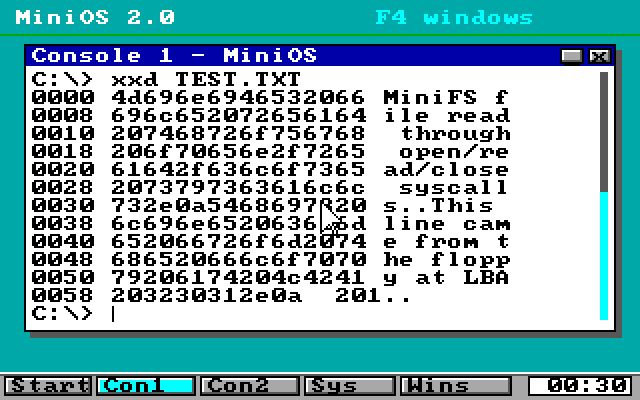 MiniOS 2.0 F4 windows
Console 1 - MiniOS
C:\> xxd TEST.TXT
0000 4d696e6946532066 MiniFS f
0008 696c652072656164 ile read
0010 207468726f756768  through
0018 206f70656e2f7265  open/re
0020 61642f636c6f7365 ad/close
0028 2073797363616c6c  syscall
0030 732e0a5468697320 s..This
0038 6c696e652063616d line cam
0040 652066726f6d2074 e from t
0048 686520666c6f7070 he flopp
0050 79206174204c4241 y at LBA
0058 203230312e0a  201..
C:\>
Start Con1 Con2 Sys Wins 00:30